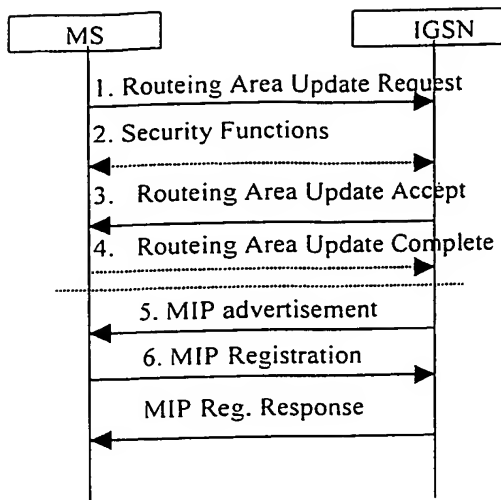 MS
IGSN
1. Routeing Area Update Request
2. Security Functions
3. Routeing Area Update Accept
4. Routeing Area Update Complete
5. MIP advertisement
6. MIP Registration
MIP Reg. Response